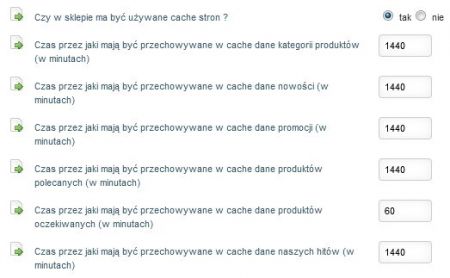 Czy w sklepie ma być używane cache stron ? tak nie
Czas przez jaki mają być przechowywane w cache dane kategorii produktów 1440
(w minutach)
Czas przez jaki mają być przechowywane w cache dane nowości (w 1440
minutach)
Czas przez jaki mają być przechowywane w cache dane promocji (w 1440
minutach)
Czas przez jaki mają być przechowywane w cache dane produktów 1440
polecanych (w minutach)
Czas przez jaki mają być przechowywane w cache dane produktów 60
oczekiwanych (w minutach)
Czas przez jaki mają być przechowywane w cache dane naszych hitów (w 1440
minutach)